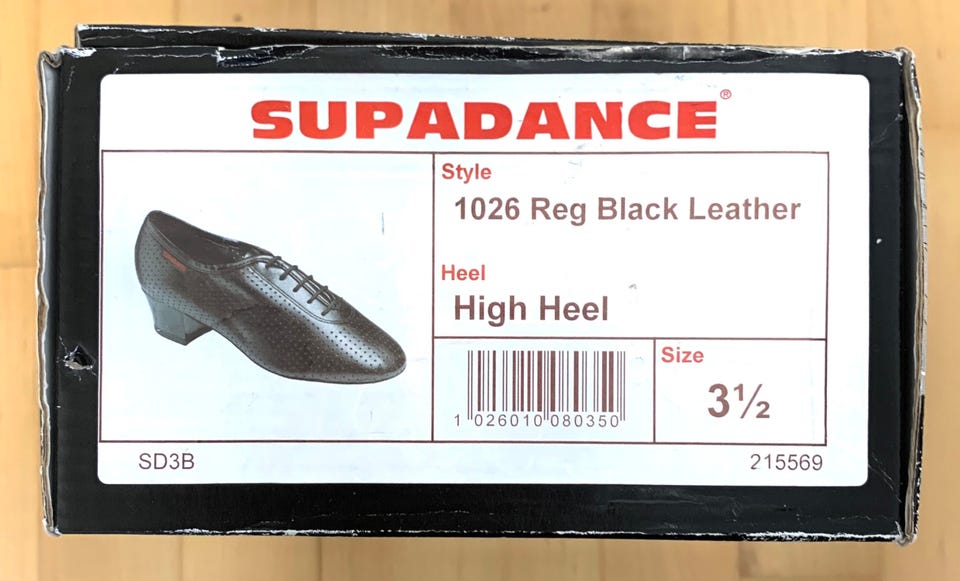 SUPADANCE®
Style
1026 Reg Black Leather
Heel
High Heel
1 026010 080350
Size
3½
SD3B
215569